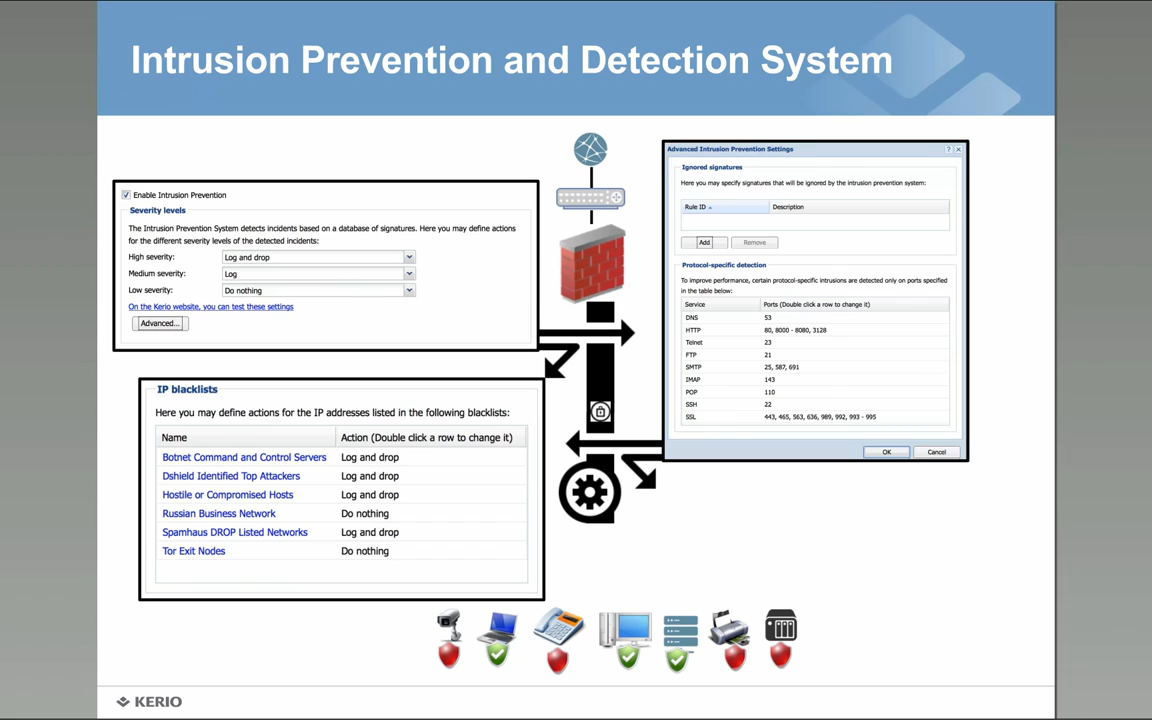 Intrusion Prevention and Detection System
Enable Intrusion Prevention
Severity levels
The Intrusion Prevention System detects incidents based on a database of signatures. Here you may define actions
for the different severity levels of the detected incidents:
High severity: Log and drop
Medium severity: Log
Low severity: Do nothing
On the Kerio website, you can test these settings
Advanced...
IP blacklists
Here you may define actions for the IP addresses listed in the following blacklists:
Name Action (Double click a row to change it)
Botnet Command and Control Servers Log and drop
Dshield Identified Top Attackers Log and drop
Hostile or Compromised Hosts Log and drop
Russian Business Network Do nothing
Spamhaus DROP Listed Networks Log and drop
Tor Exit Nodes Do nothing
Advanced Intrusion Prevention Settings
Ignored signatures
Here you may specify signatures that will be ignored by the intrusion prevention system:
Rule ID Description
Add Remove
Protocol-specific detection
To improve performance, certain protocol-specific intrusions are detected only on ports specified
in the table below:
Service Ports (Double click a row to change it)
DNS 53
HTTP 80, 8000 - 8080, 3128
Telnet 23
FTP 21
SMTP 25, 587, 691
IMAP 143
POP 110
SSH 22
SSL 443, 465, 563, 636, 989, 992, 993 - 995
OK Cancel
KERIO